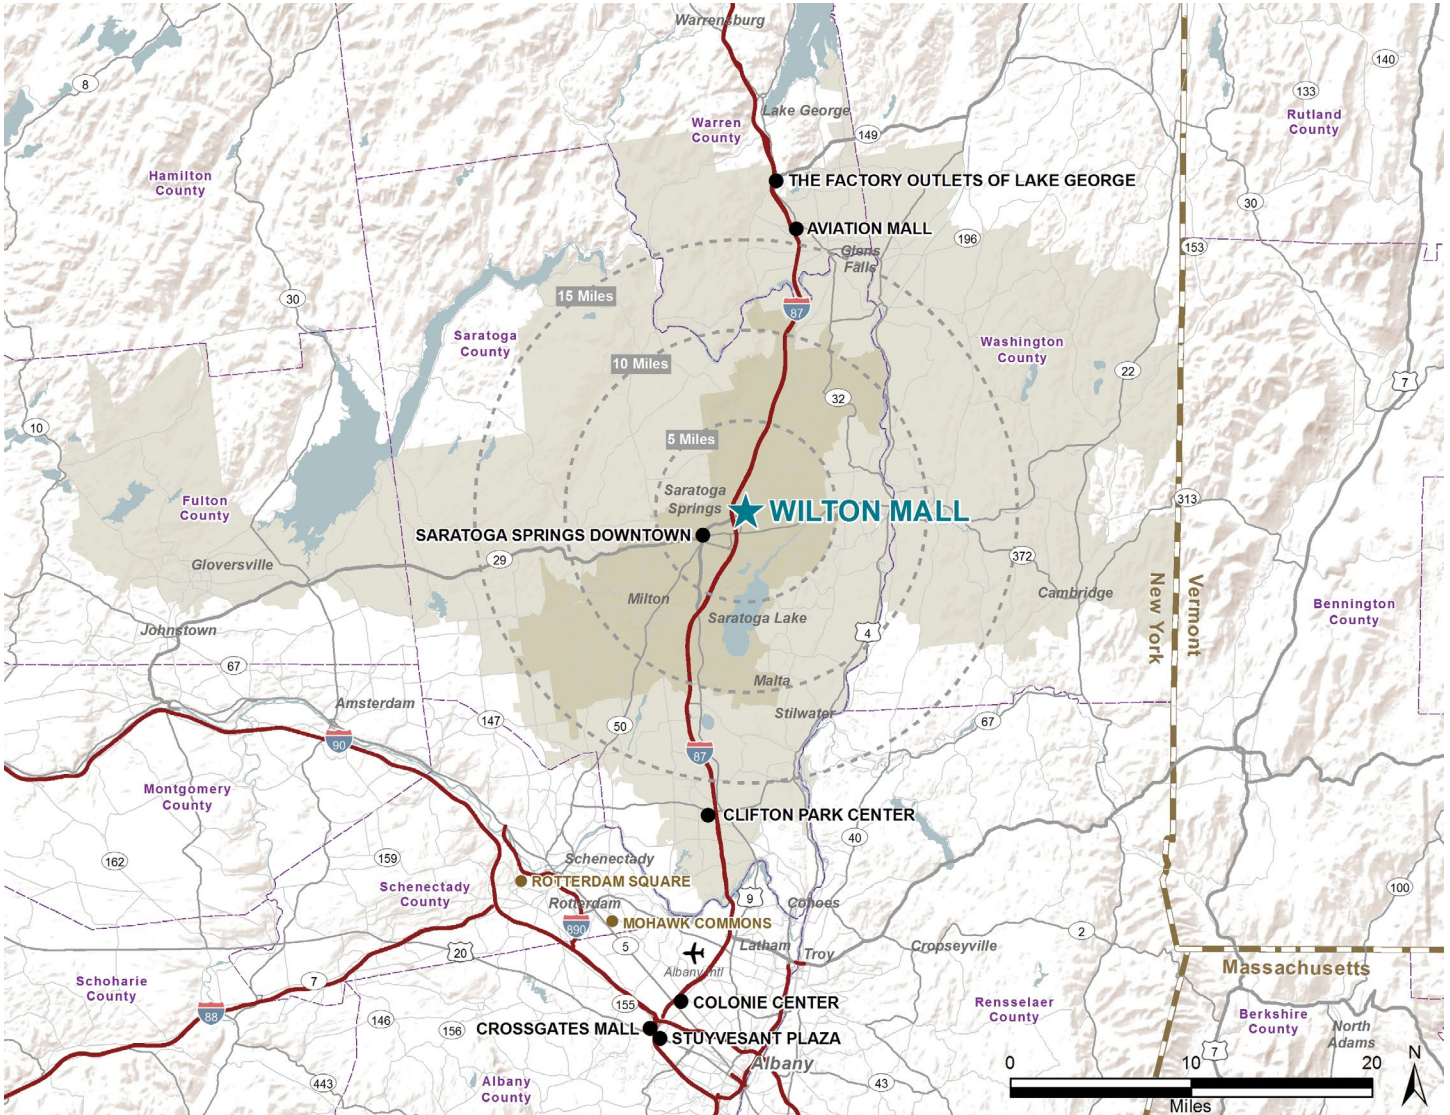 Warrensburg
8
140
Lake George
133
Warren
County
Rutland
County
149
Hamilton
County
THE FACTORY OUTLETS OF LAKE GEORGE
30
AVIATION MALL
196
153
Glens
Falls
15 Miles
30
87
Saratoga
County
Washington
County
10 Miles
22
7
32
10
5 Miles
Saratoga
Springs
WILTON MALL
313
Fulton
County
SARATOGA SPRINGS DOWNTOWN
29
372
Gloversville
Vermont
New York
Milton
Cambridge
Bennington
County
Saratoga Lake
Johnstown
4
67
Malta
Amsterdam
Stilwater
147
50
67
90
87
Montgomery
County
CLIFTON PARK CENTER
40
162
159
Schenectady
Schenectady
County
ROTTERDAM SQUARE
100
9
Rotterdam
Cohoes
890
MOHAWK COMMONS
2
5
Latham
Troy
Cropseyville
20
Albany Intl
Massachusetts
Schoharie
County
7
COLONIE CENTER
155
Rensselaer
County
88
146
156
CROSSGATES MALL
STUYVESANT PLAZA
Berkshire
County
North
Adams
7
Albany
443
Albany
County
43
0
10
20
Miles
N